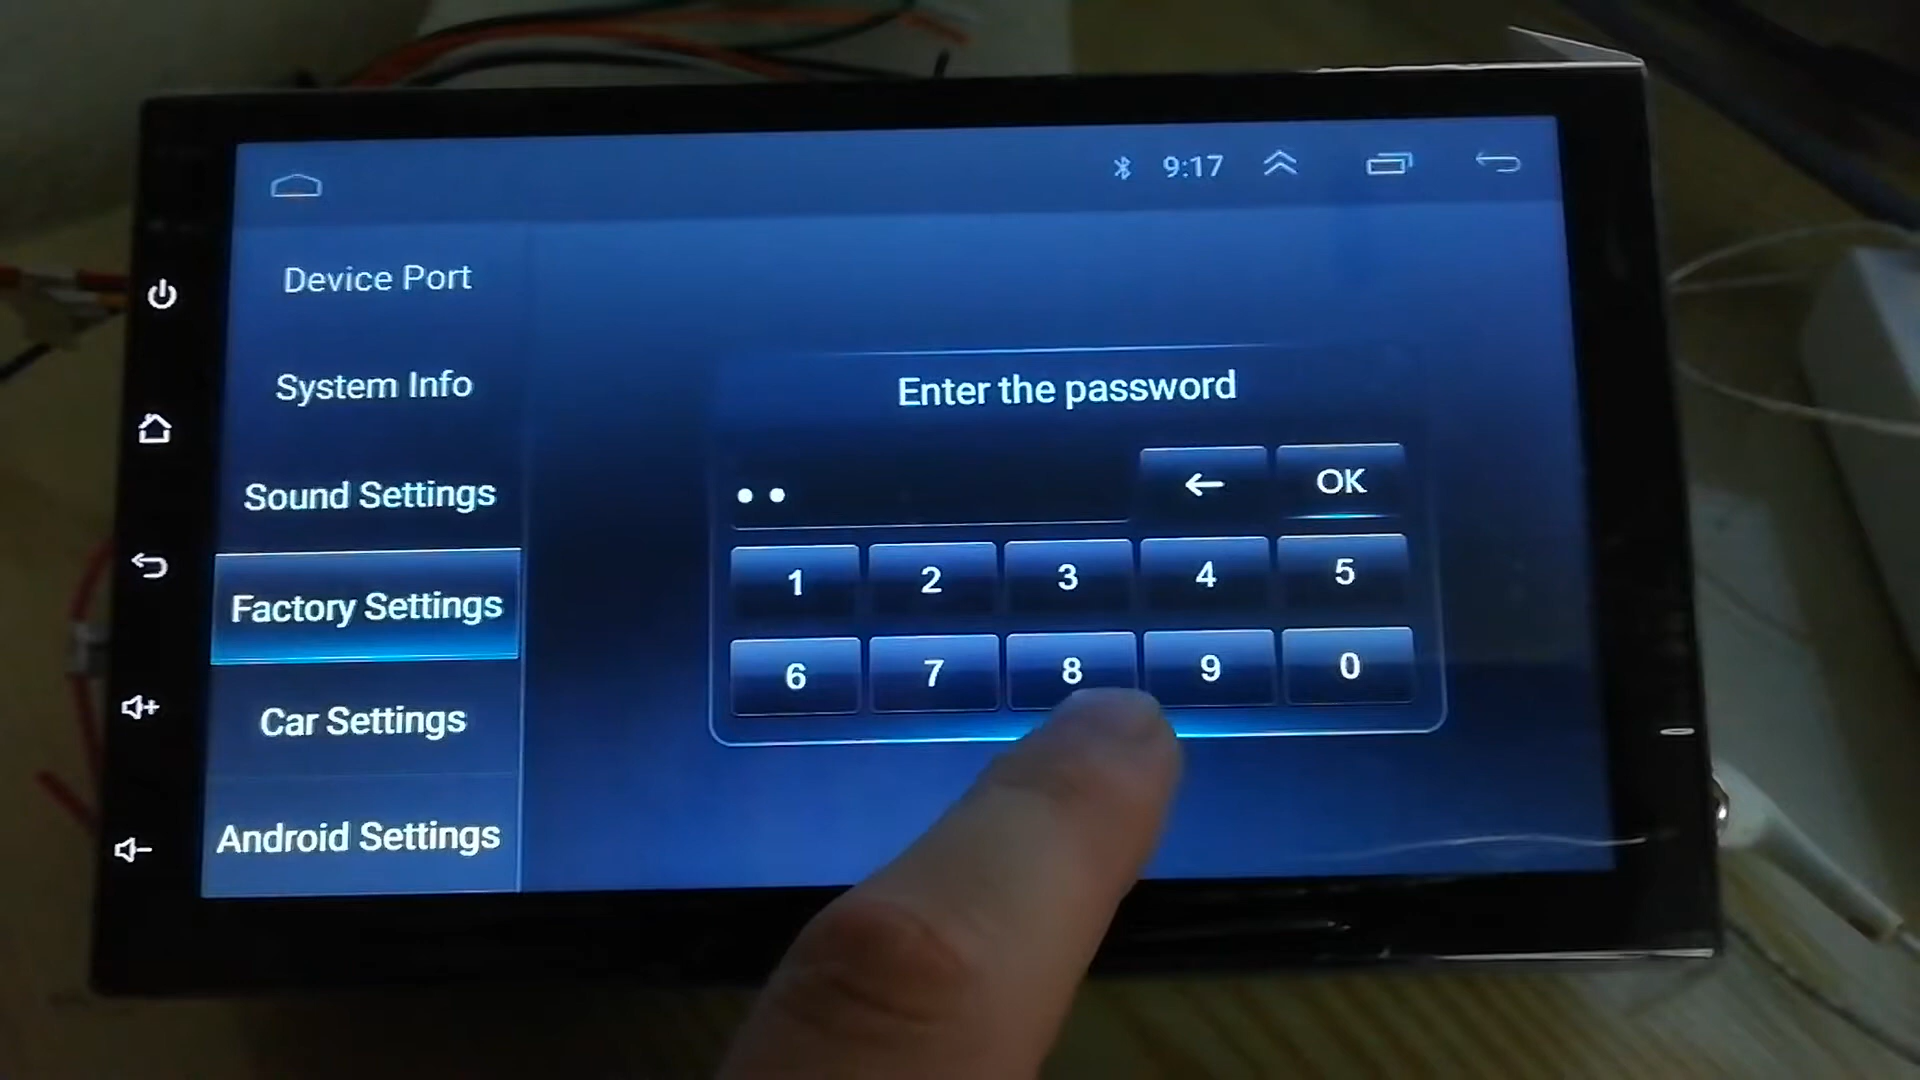 9:17
Device Port
System Info
Sound Settings
Factory Settings
Car Settings
Android Settings
Enter the password
OK
1 2 3 4 5
6 7 8 9 0